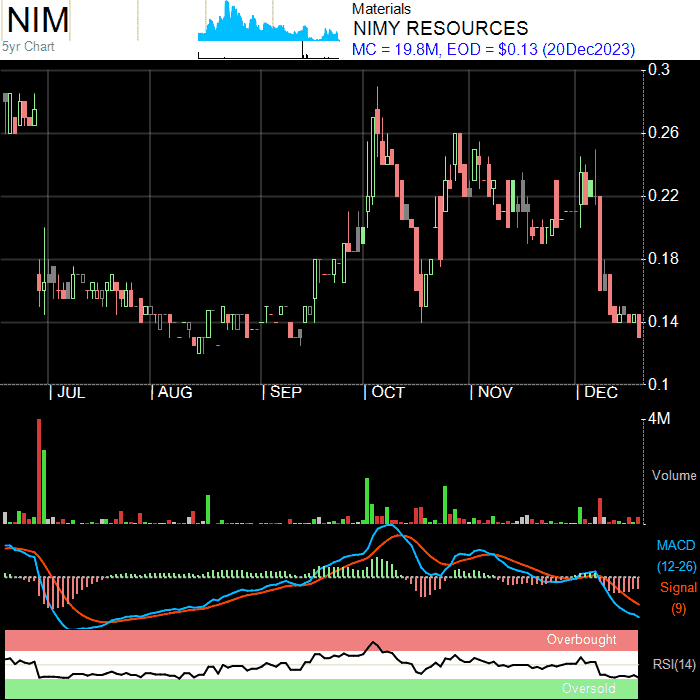 NIM
5yr Chart
Materials
NIMY RESOURCES
MC = 19.8M, EOD = $0.13 (20Dec2023)
0.3
0.26
0.22
0.18
0.14
0.1
| JUL | AUG | SEP | OCT | NOV | DEC
4M
Volume
MACD
(12-26)
Signal
(9)
Overbought
RSI(14)
Oversold